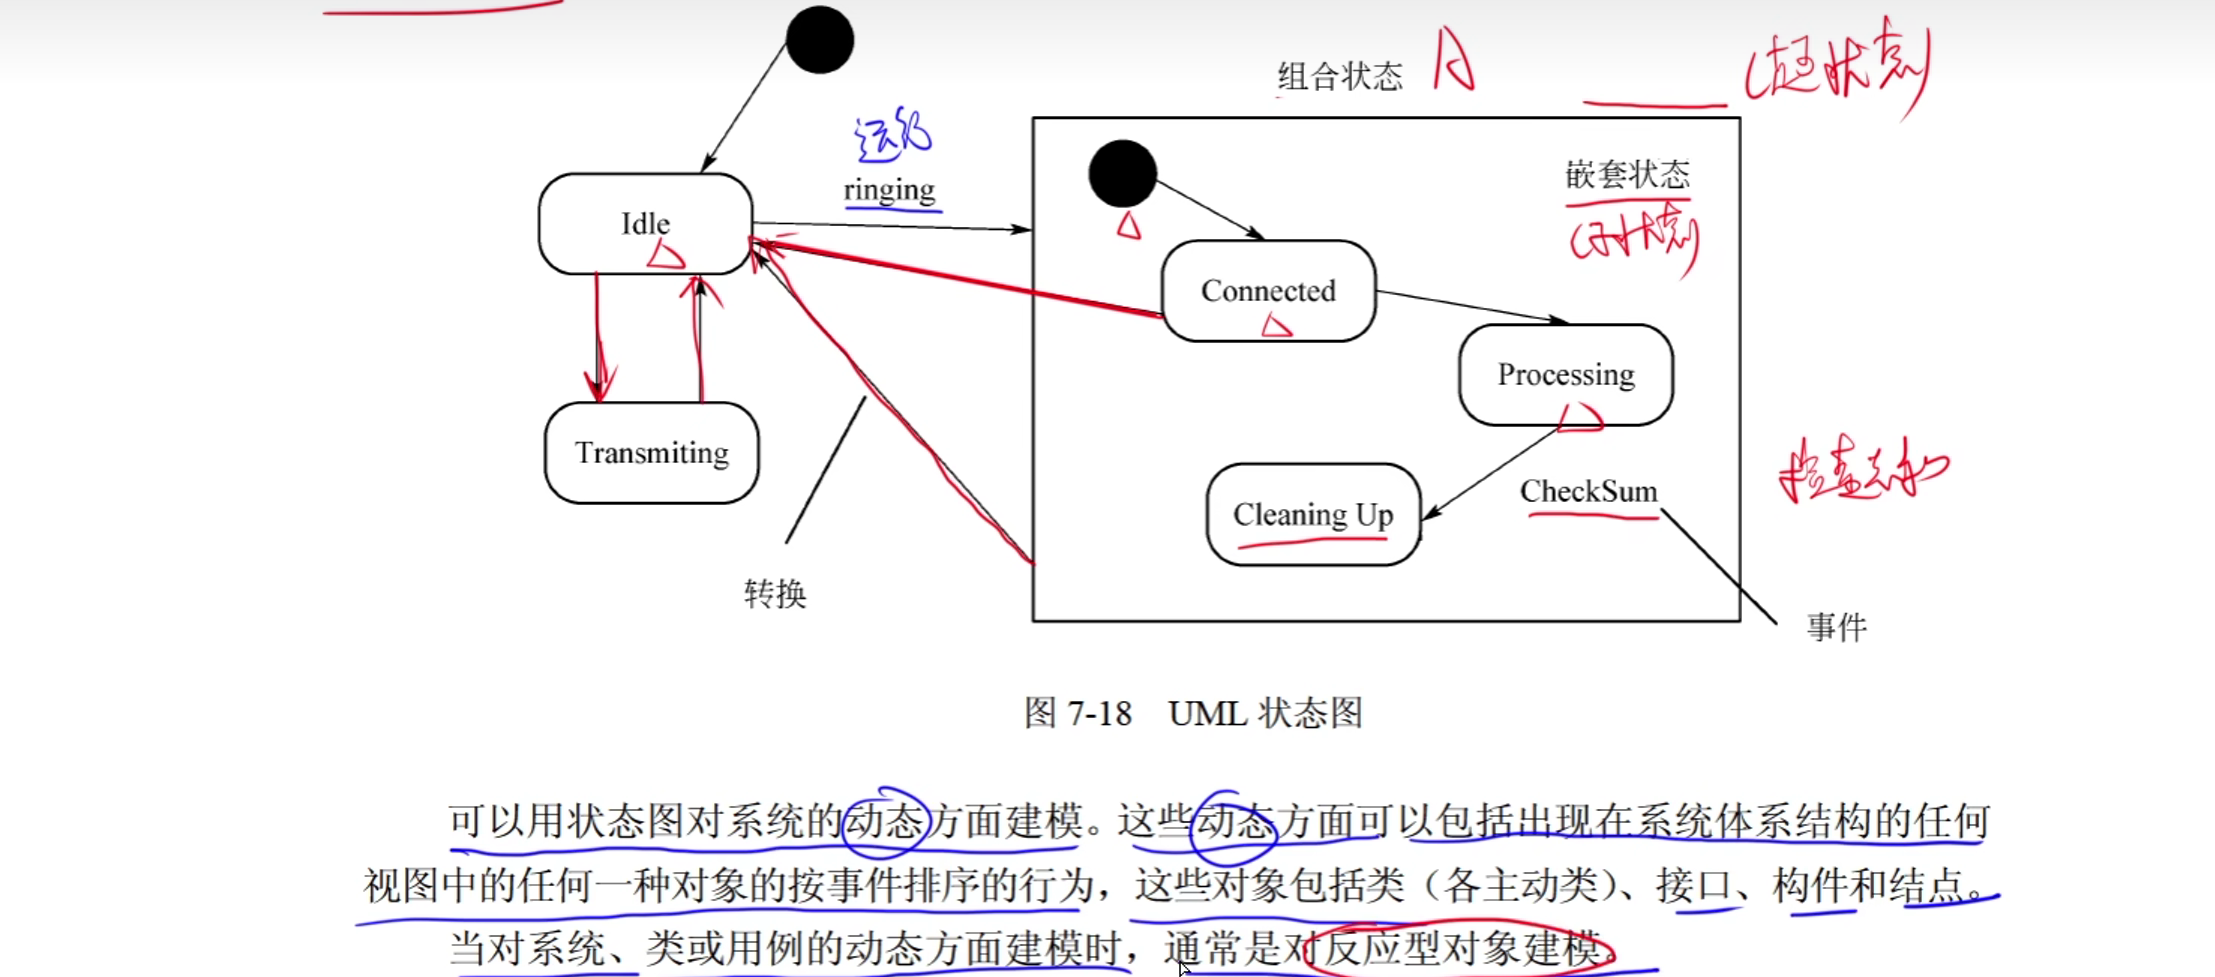 组合状态 A (超状态)
运行
ringing
嵌套状态
(子状态)
Idle
Connected
Processing
Transmiting
Cleaning Up
CheckSum
检查总和
转换
事件
图 7-18 UML 状态图
可以用状态图对系统的动态方面建模。这些动态方面可以包括出现在系统体系结构的任何
视图中的任何一种对象的按事件排序的行为，这些对象包括类（各主动类）、接口、构件和结点。
当对系统、类或用例的动态方面建模时，通常是对反应型对象建模。